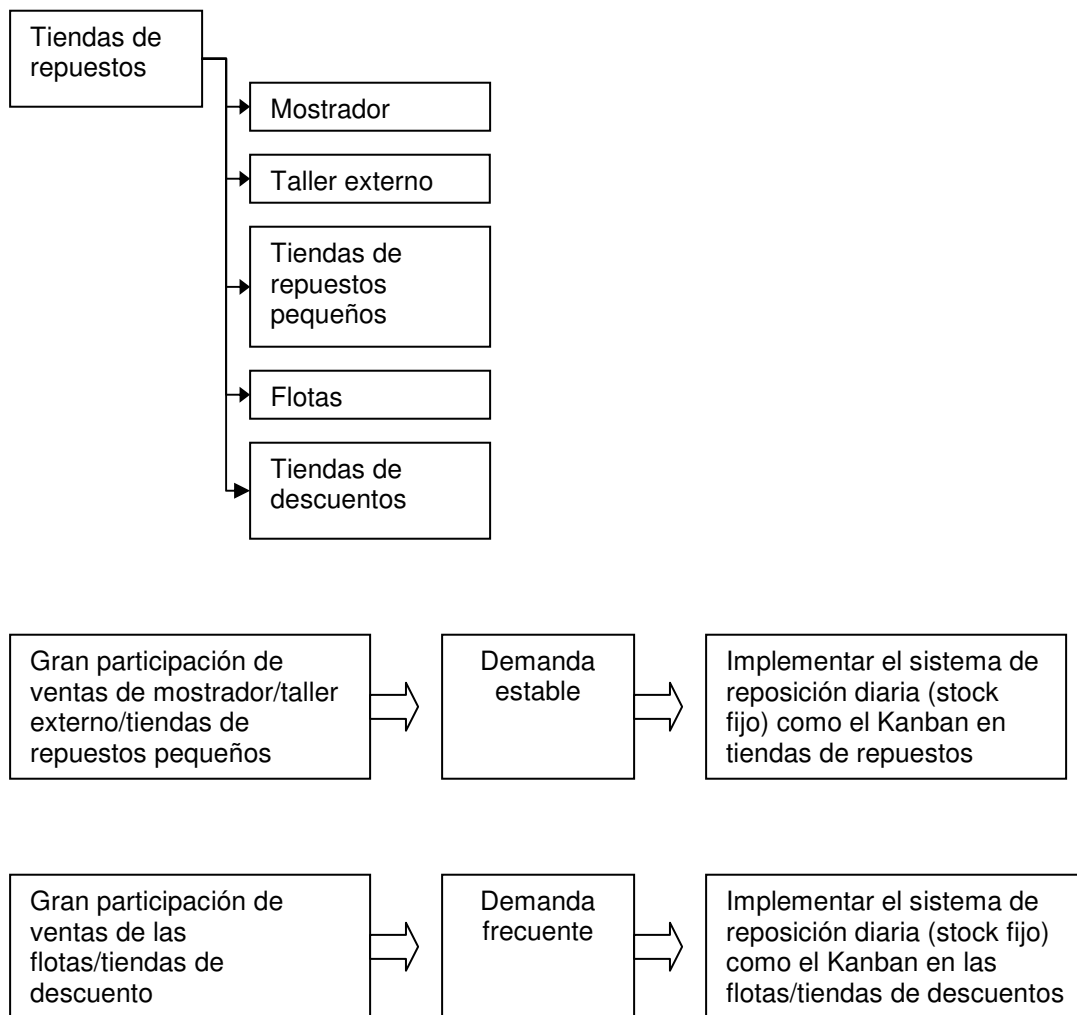 Tiendas de
repuestos
Mostrador
Taller externo
Tiendas de
repuestos
pequeños
Flotas
Tiendas de
descuentos
Gran participación de
ventas de mostrador/taller
externo/tiendas de
repuestos pequeños
Demanda
estable
Implementar el sistema de
reposición diaria (stock
fijo) como el Kanban en
tiendas de repuestos
Gran participación de
ventas de las
flotas/tiendas de
descuento
Demanda
frecuente
Implementar el sistema de
reposición diaria (stock fijo)
como el Kanban en las
flotas/tiendas de descuentos